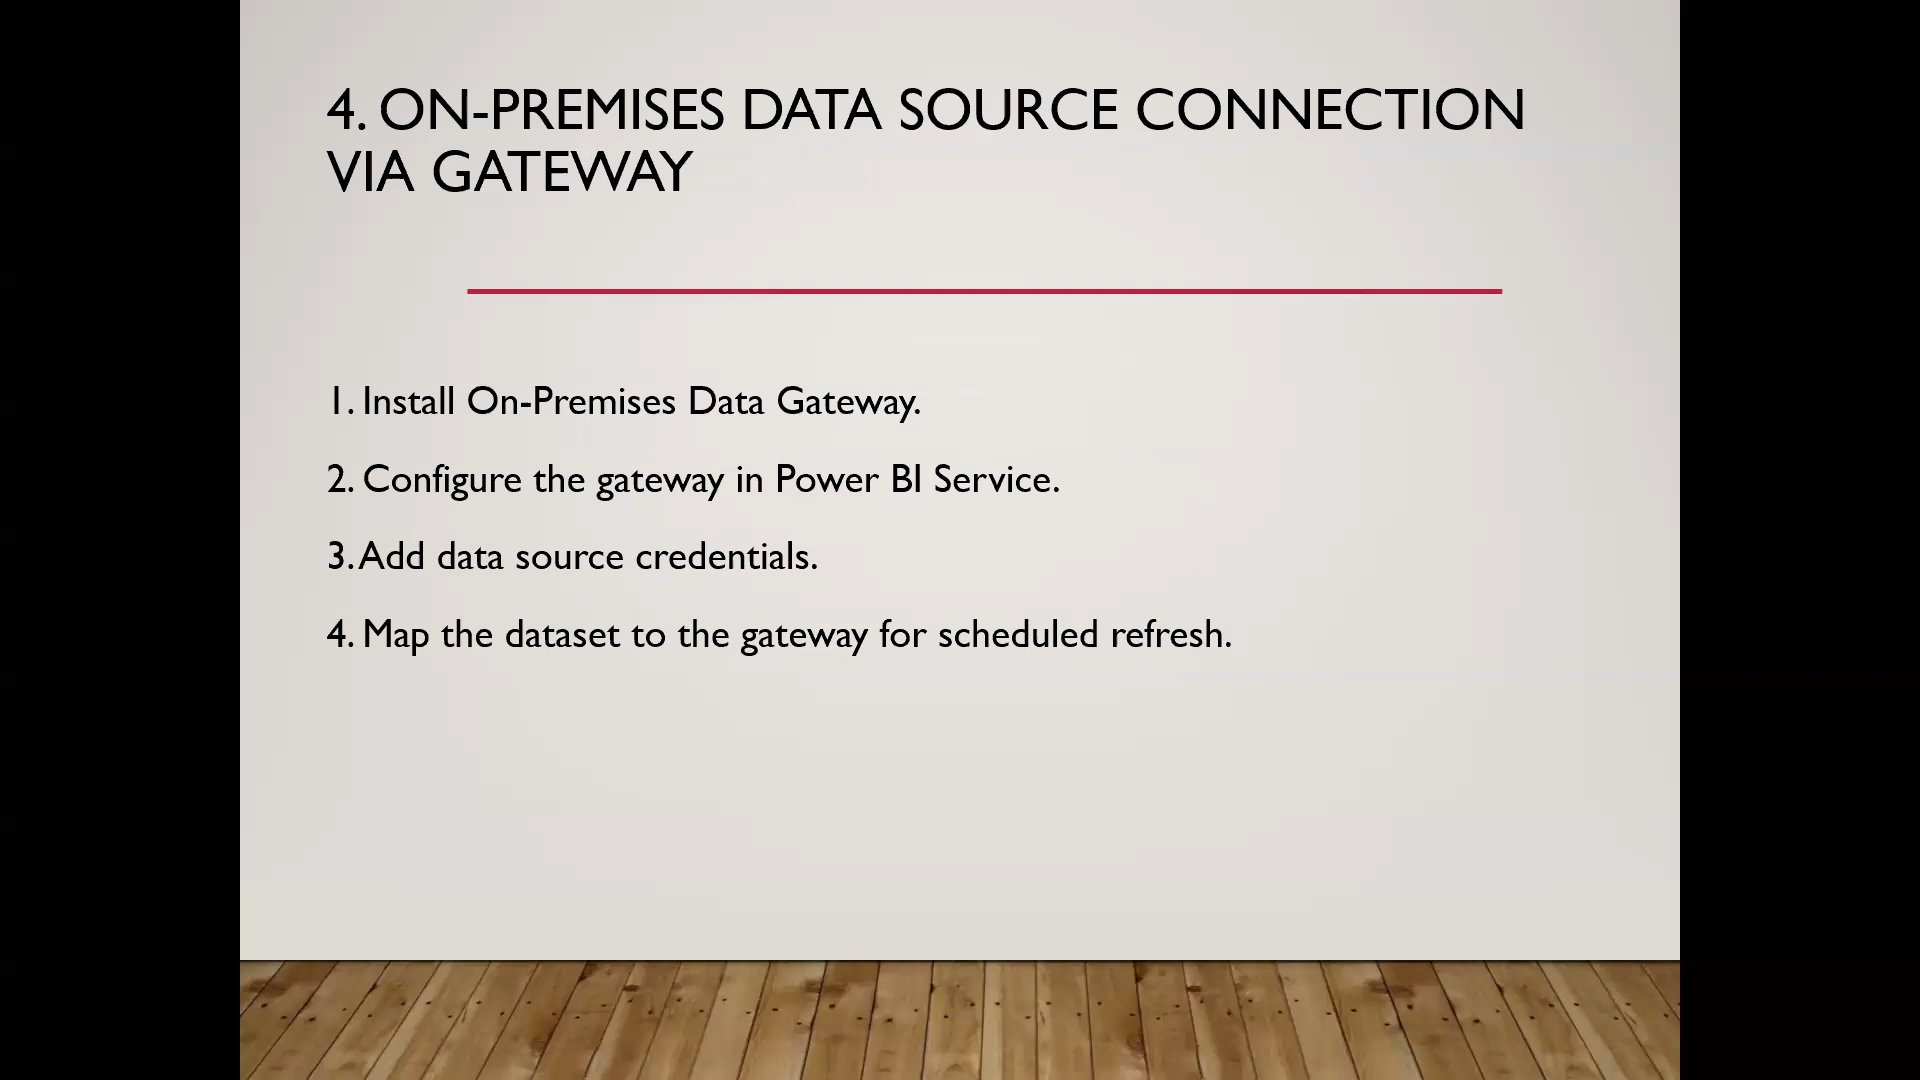 4. ON-PREMISES DATA SOURCE CONNECTION
VIA GATEWAY
1. Install On-Premises Data Gateway.
2. Configure the gateway in Power BI Service.
3. Add data source credentials.
4. Map the dataset to the gateway for scheduled refresh.